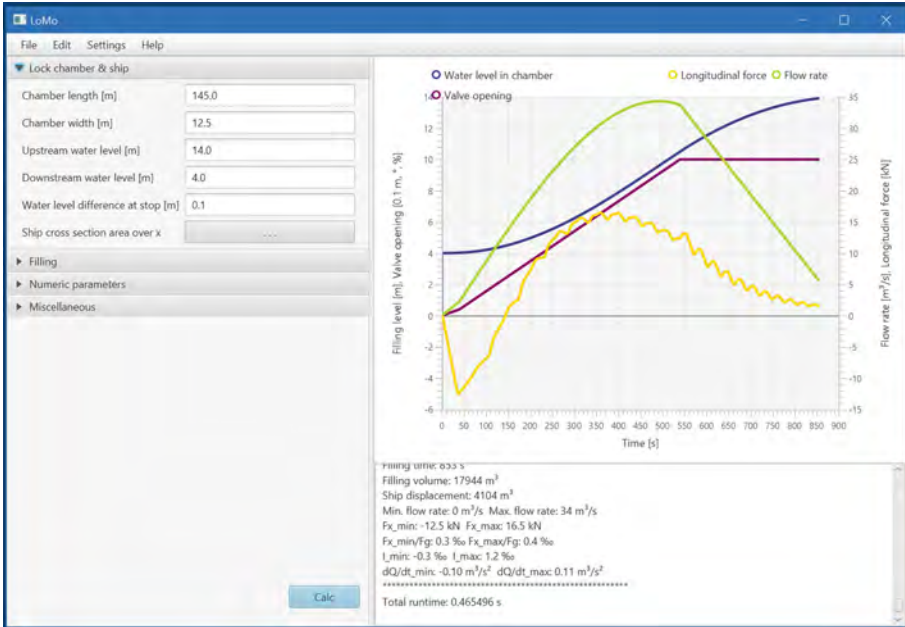 LoMo
File Edit Settings Help
Lock chamber & ship
Chamber length [m] 145.0
Chamber width [m] 12.5
Upstream water level [m] 14.0
Downstream water level [m] 4.0
Water level difference at stop [m] 0.1
Ship cross section area over x ...
Filling
Numeric parameters
Miscellaneous
Calc
Water level in chamber Longitudinal force Flow rate
Valve opening
Filling level [m], Valve opening [0.1 m, °, %]
14
12
10
8
6
4
2
0
-2
-4
-6
35
30
25
20
15
10
5
0
-5
-10
-15
Flow rate [m³/s], Longitudinal force [kN]
0 50 100 150 200 250 300 350 400 450 500 550 600 650 700 750 800 850 900
Time [s]
Filling time: 853 s
Filling volume: 17944 m³
Ship displacement: 4104 m³
Min. flow rate: 0 m³/s Max. flow rate: 34 m³/s
Fx_min: -12.5 kN Fx_max: 16.5 kN
Fx_min/Fg: 0.3 ‰ Fx_max/Fg: 0.4 ‰
I_min: -0.3 ‰ I_max: 1.2 ‰
dQ/dt_min: -0.10 m³/s² dQ/dt_max: 0.11 m³/s²
*******************************************************
Total runtime: 0.465496 s